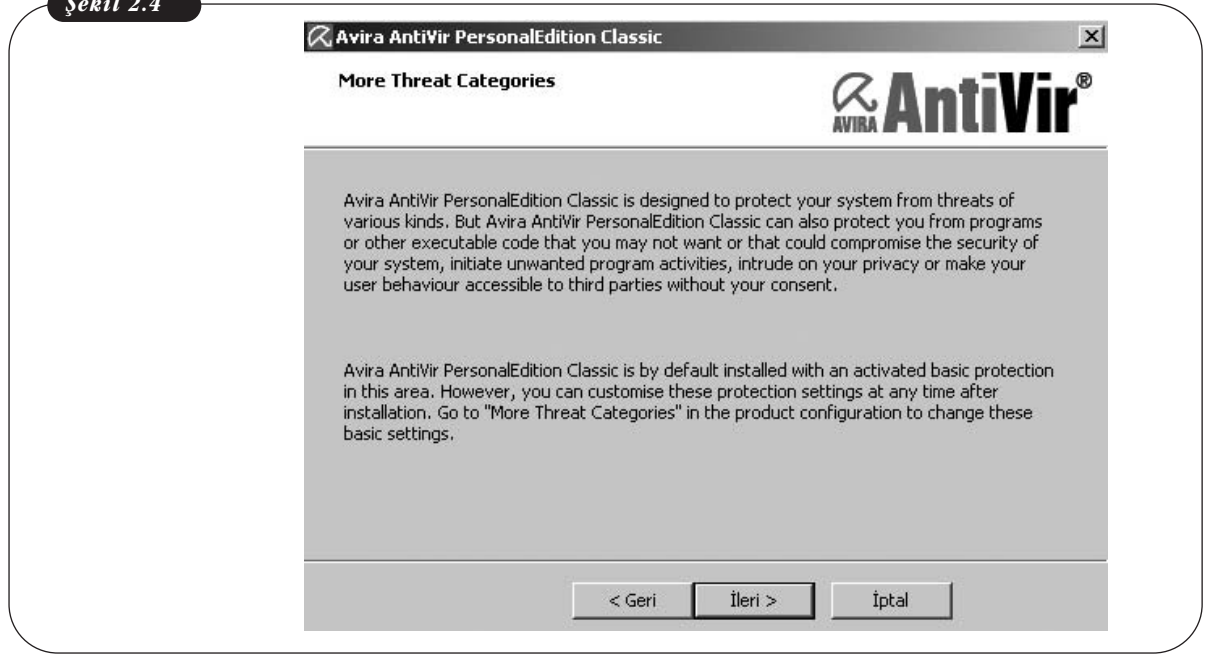 Şekil 2.4
Avira AntiVir PersonalEdition Classic
More Threat Categories
AVIRA AntiVir®
Avira AntiVir PersonalEdition Classic is designed to protect your system from threats of
various kinds. But Avira AntiVir PersonalEdition Classic can also protect you from programs
or other executable code that you may not want or that could compromise the security of
your system, initiate unwanted program activities, intrude on your privacy or make your
user behaviour accessible to third parties without your consent.
Avira AntiVir PersonalEdition Classic is by default installed with an activated basic protection
in this area. However, you can customise these protection settings at any time after
installation. Go to "More Threat Categories" in the product configuration to change these
basic settings.
< Geri İleri > İptal